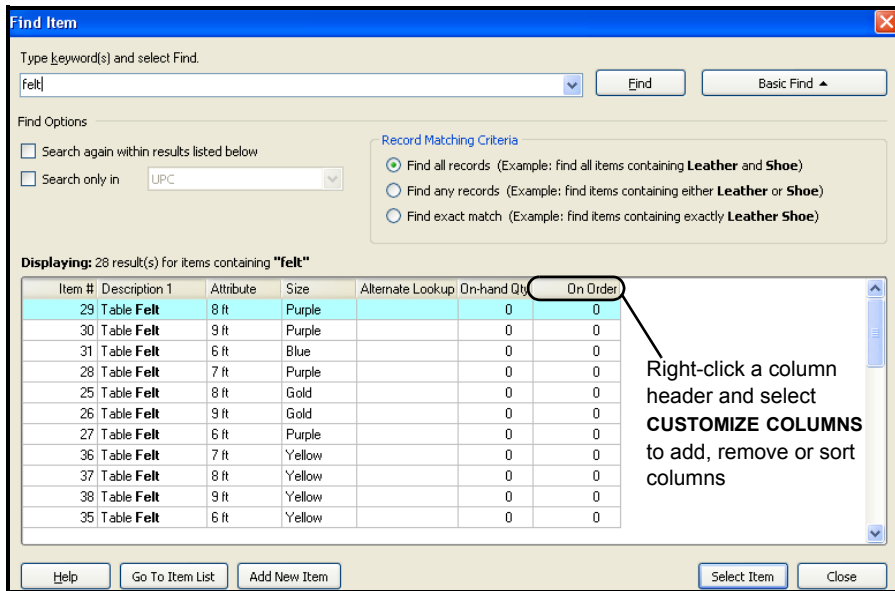 Find Item
Type keyword(s) and select Find.
felt
Find
Basic Find
Find Options
Search again within results listed below
Search only in
UPC
Record Matching Criteria
Find all records (Example: find all items containing Leather and Shoe)
Find any records (Example: find items containing either Leather or Shoe)
Find exact match (Example: find items containing exactly Leather Shoe)
Displaying: 28 result(s) for items containing "felt"
Item # Description 1 Attribute Size Alternate Lookup On-hand Qty On Order
29 Table Felt 8 ft Purple 0 0
30 Table Felt 9 ft Purple 0 0
31 Table Felt 6 ft Blue 0 0
28 Table Felt 7 ft Purple 0 0
25 Table Felt 8 ft Gold 0 0
26 Table Felt 9 ft Gold 0 0
27 Table Felt 6 ft Purple 0 0
36 Table Felt 7 ft Yellow 0 0
37 Table Felt 8 ft Yellow 0 0
38 Table Felt 9 ft Yellow 0 0
35 Table Felt 6 ft Yellow 0 0
Right-click a column
header and select
CUSTOMIZE COLUMNS
to add, remove or sort
columns
Help
Go To Item List
Add New Item
Select Item
Close